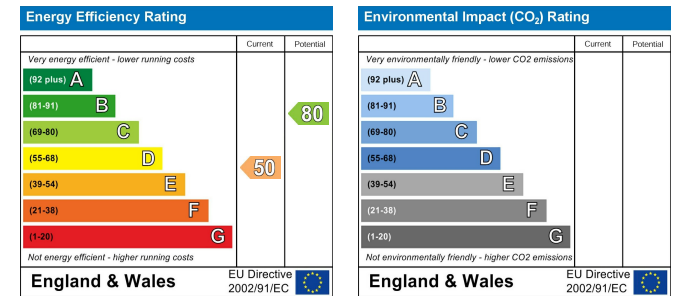 Energy Efficiency Rating
Current Potential
Very energy efficient - lower running costs
(92 plus) A
(81-91) B
80
(69-80) C
(55-68) D
50
(39-54) E
(21-38) F
(1-20) G
Not energy efficient - higher running costs
England & Wales
EU Directive
2002/91/EC
Environmental Impact (CO₂) Rating
Current Potential
Very environmentally friendly - lower CO2 emissions
(92 plus) A
(81-91) B
(69-80) C
(55-68) D
(39-54) E
(21-38) F
(1-20) G
Not environmentally friendly - higher CO2 emissions
England & Wales
EU Directive
2002/91/EC